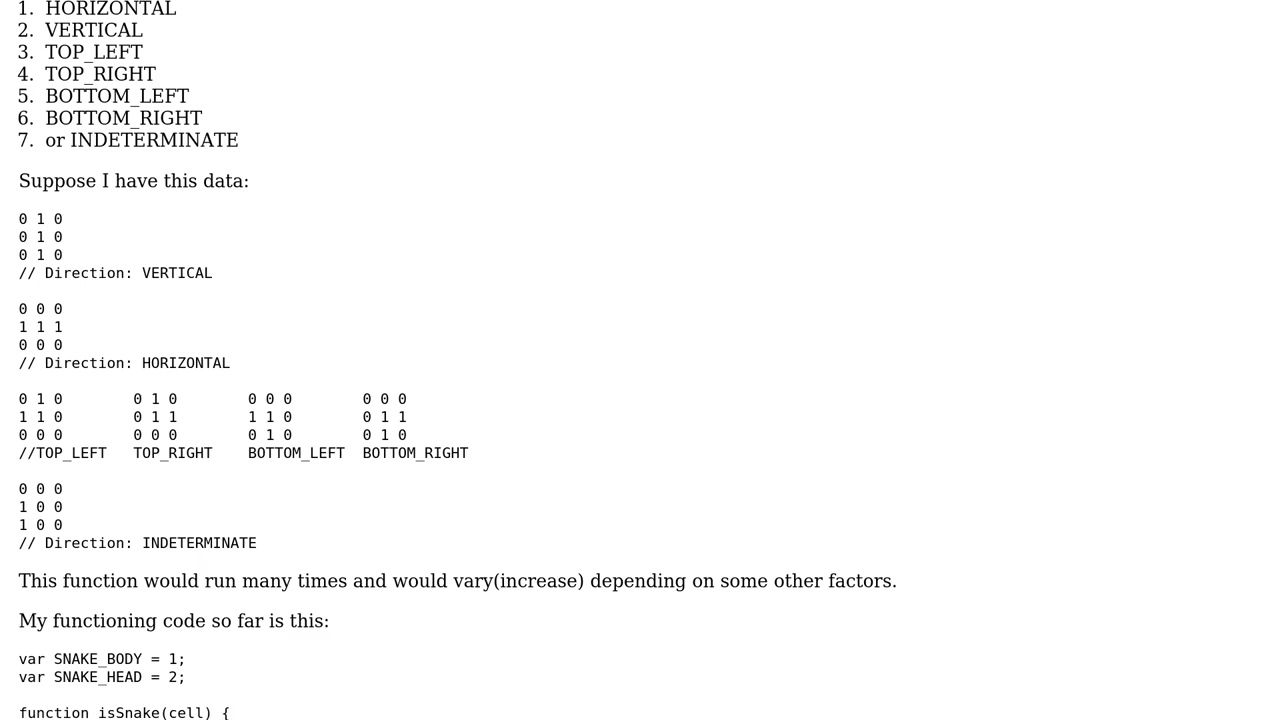 1. HORIZONTAL
2. VERTICAL
3. TOP_LEFT
4. TOP_RIGHT
5. BOTTOM_LEFT
6. BOTTOM_RIGHT
7. or INDETERMINATE
Suppose I have this data:
0 1 0
0 1 0
0 1 0
// Direction: VERTICAL
0 0 0
1 1 1
0 0 0
// Direction: HORIZONTAL
0 1 0        0 1 0        0 0 0        0 0 0
1 1 0        0 1 1        1 1 0        0 1 1
0 0 0        0 0 0        0 1 0        0 1 0
//TOP_LEFT   TOP_RIGHT    BOTTOM_LEFT  BOTTOM_RIGHT
0 0 0
1 0 0
1 0 0
// Direction: INDETERMINATE
This function would run many times and would vary(increase) depending on some other factors.
My functioning code so far is this:
var SNAKE_BODY = 1;
var SNAKE_HEAD = 2;
function isSnake(cell) {